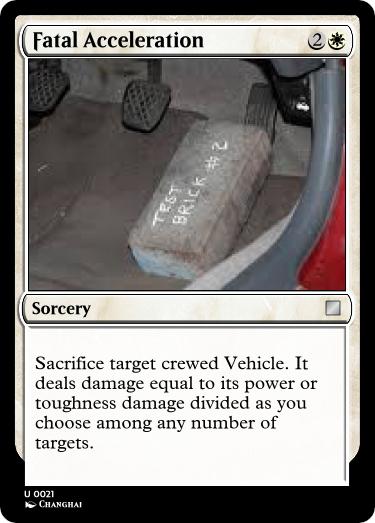 Fatal Acceleration
2
TEST
BRICK #2
Sorcery
Sacrifice target crewed Vehicle. It
deals damage equal to its power or
toughness damage divided as you
choose among any number of
targets.
U 0021
CHANGHAI